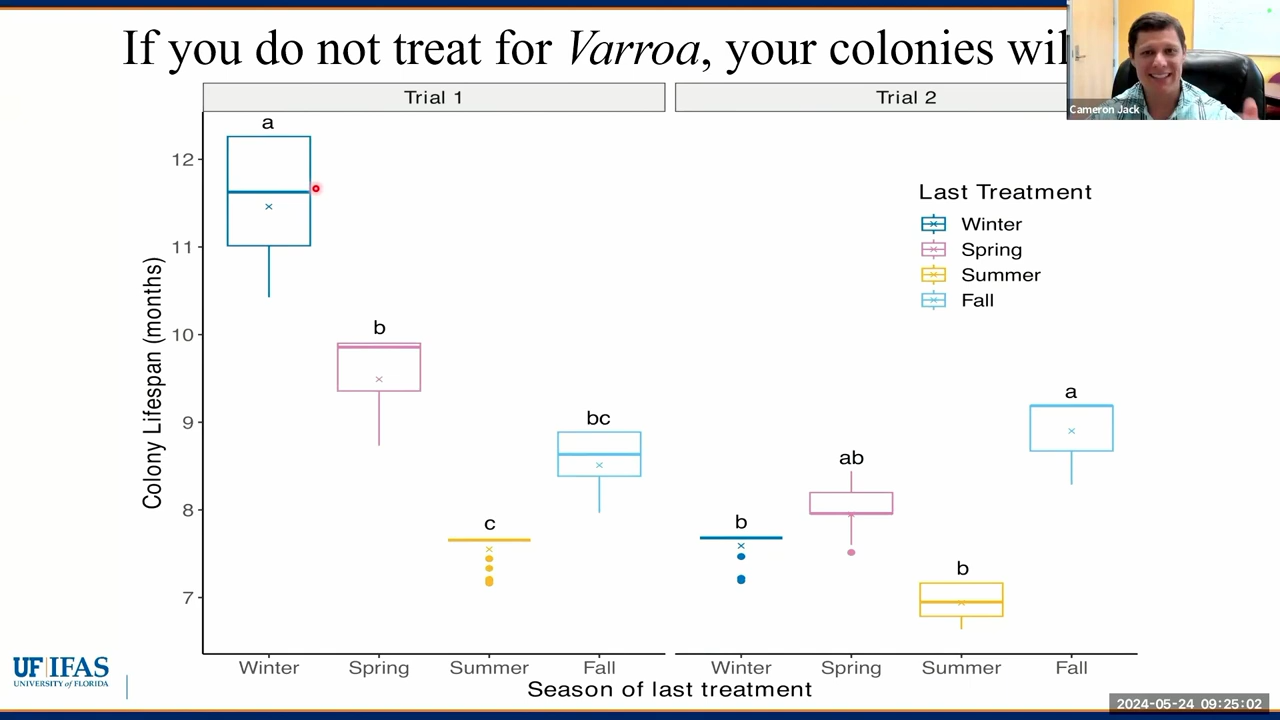 If you do not treat for Varroa, your colonies wil
Cameron Jack
Trial 1
Trial 2
a
b
c
bc
b
ab
b
a
Last Treatment
Winter
Spring
Summer
Fall
Colony Lifespan (months)
12
11
10
9
8
7
Winter Spring Summer Fall Winter Spring Summer Fall
Season of last treatment
UF IFAS
UNIVERSITY of FLORIDA
2024-05-24 09:25:02